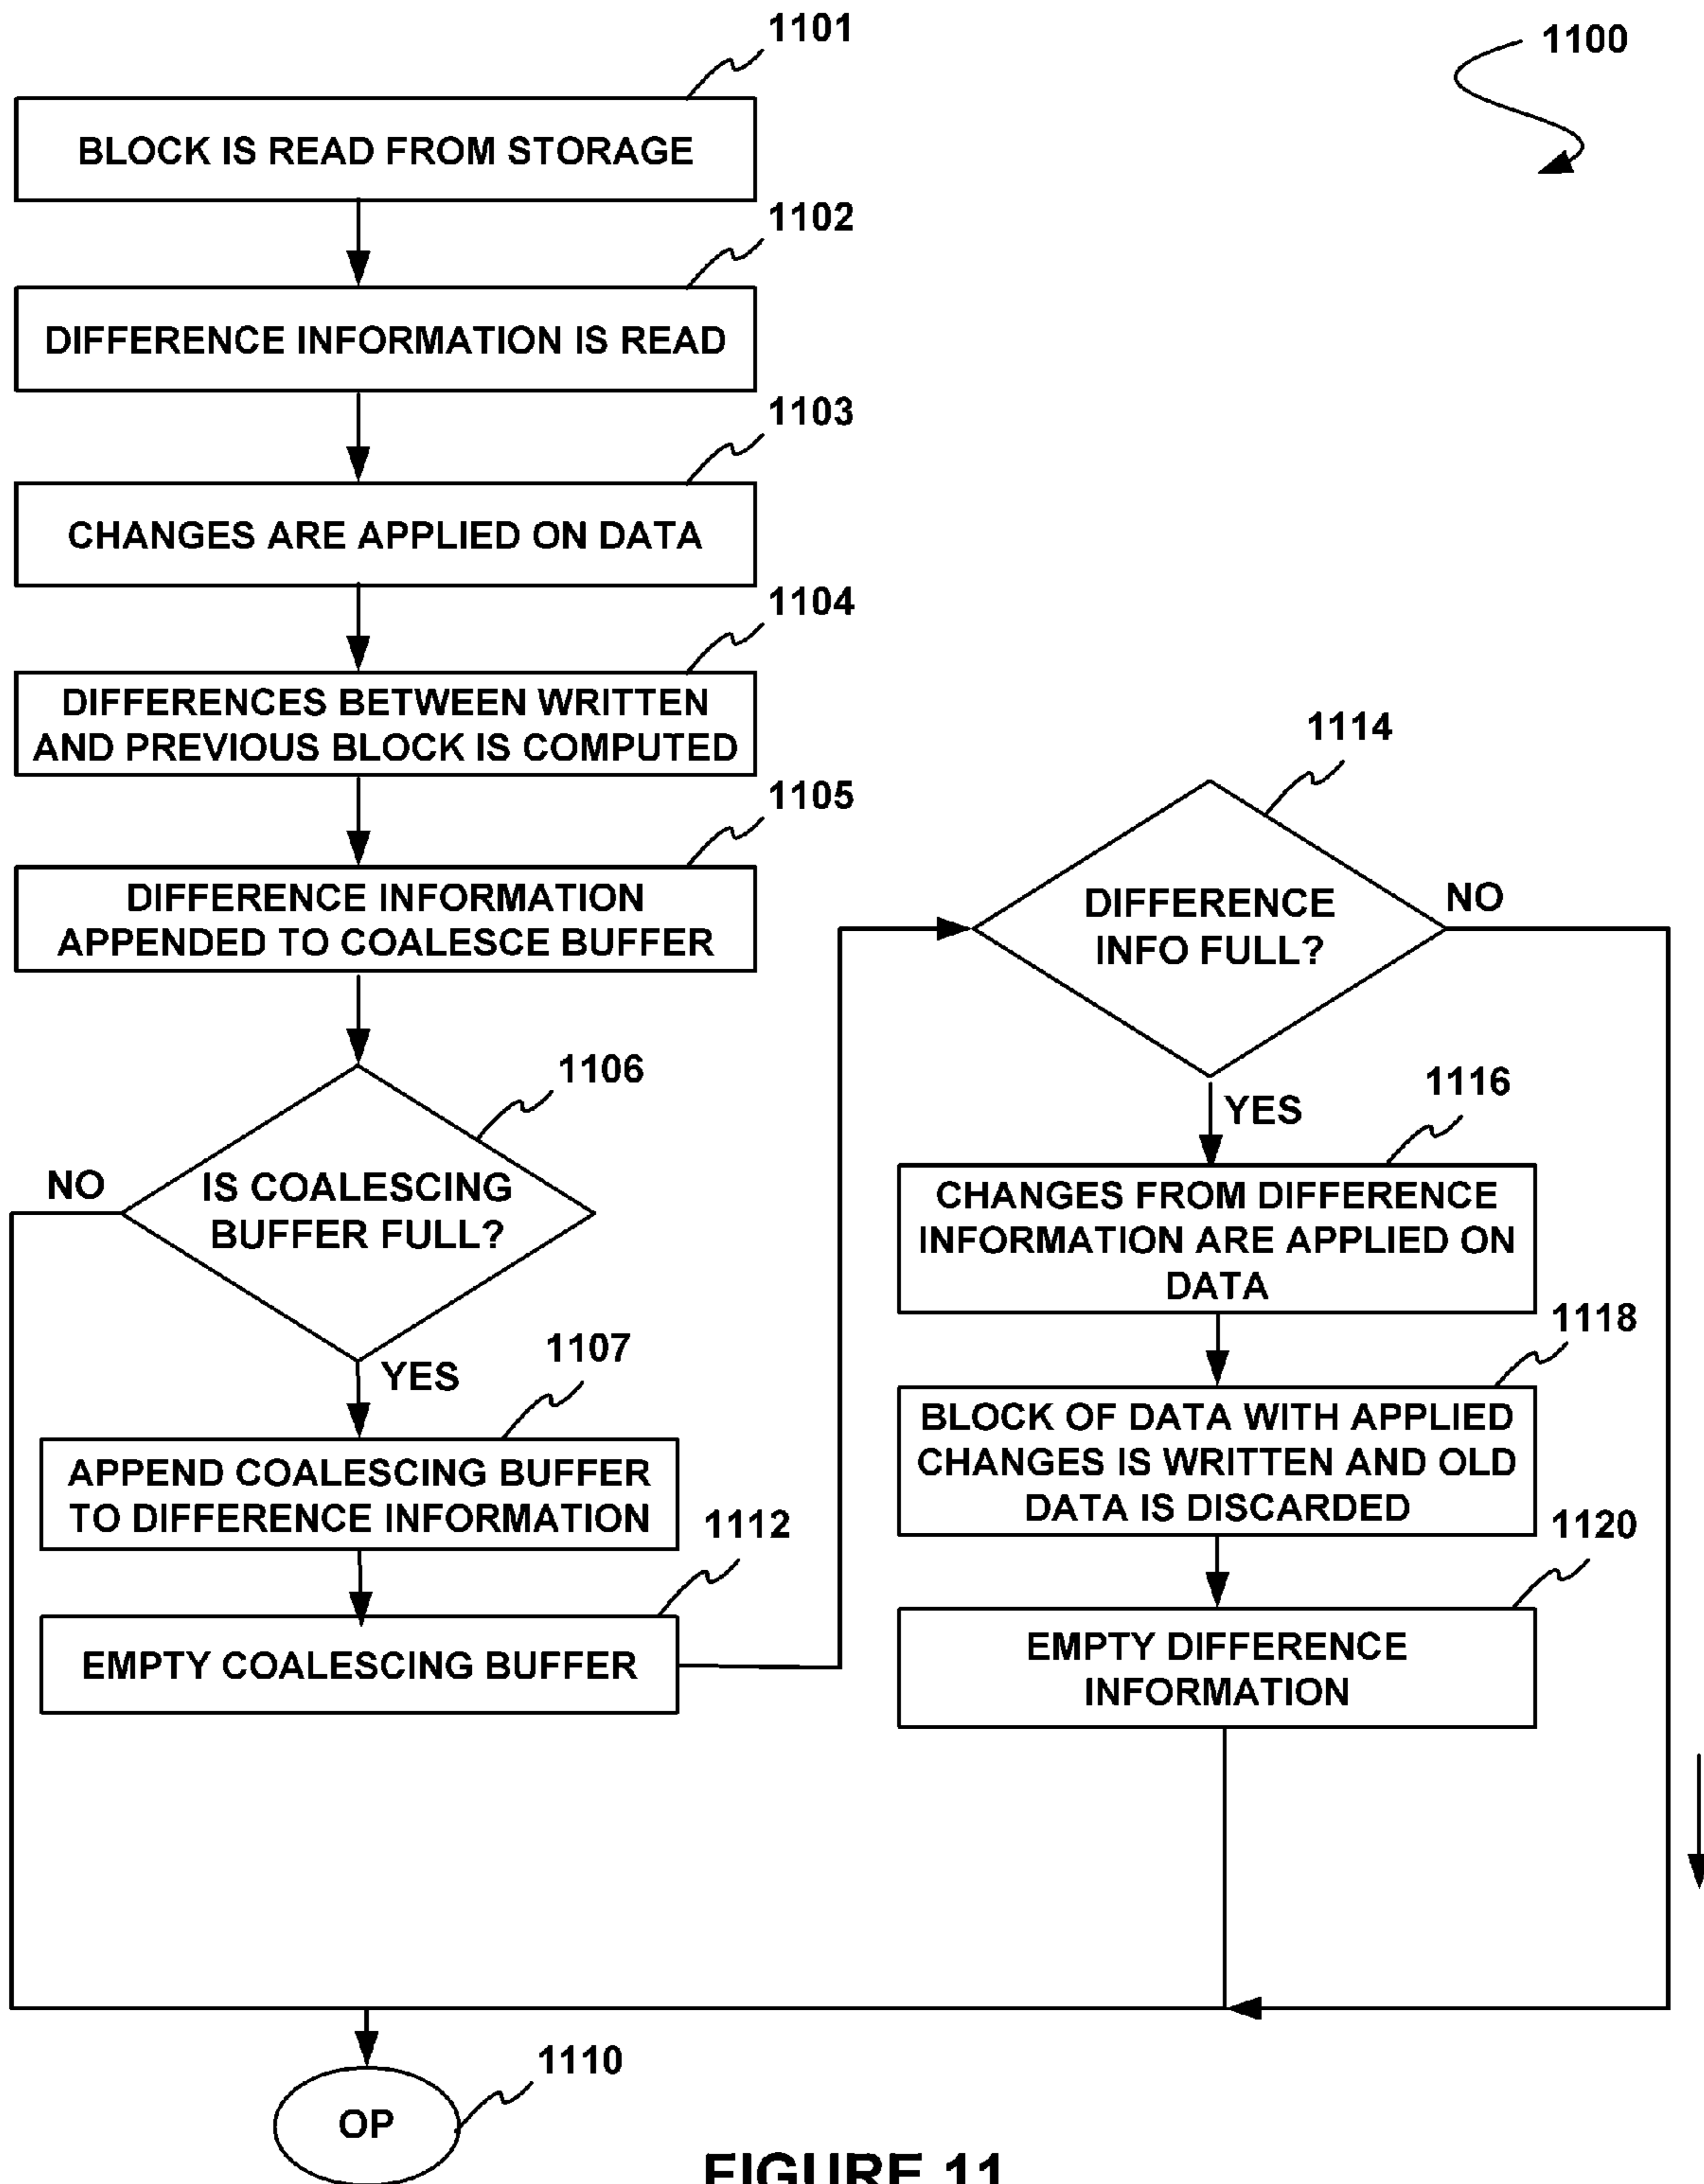 1101
1100
BLOCK IS READ FROM STORAGE
1102
DIFFERENCE INFORMATION IS READ
1103
CHANGES ARE APPLIED ON DATA
1104
DIFFERENCES BETWEEN WRITTEN
AND PREVIOUS BLOCK IS COMPUTED
1105
DIFFERENCE INFORMATION
APPENDED TO COALESCE BUFFER
1106
IS COALESCING
BUFFER FULL?
NO
YES
1107
APPEND COALESCING BUFFER
TO DIFFERENCE INFORMATION
1112
EMPTY COALESCING BUFFER
1114
DIFFERENCE
INFO FULL?
NO
YES
1116
CHANGES FROM DIFFERENCE
INFORMATION ARE APPLIED ON
DATA
1118
BLOCK OF DATA WITH APPLIED
CHANGES IS WRITTEN AND OLD
DATA IS DISCARDED
1120
EMPTY DIFFERENCE
INFORMATION
1110
OP
FIGURE 11